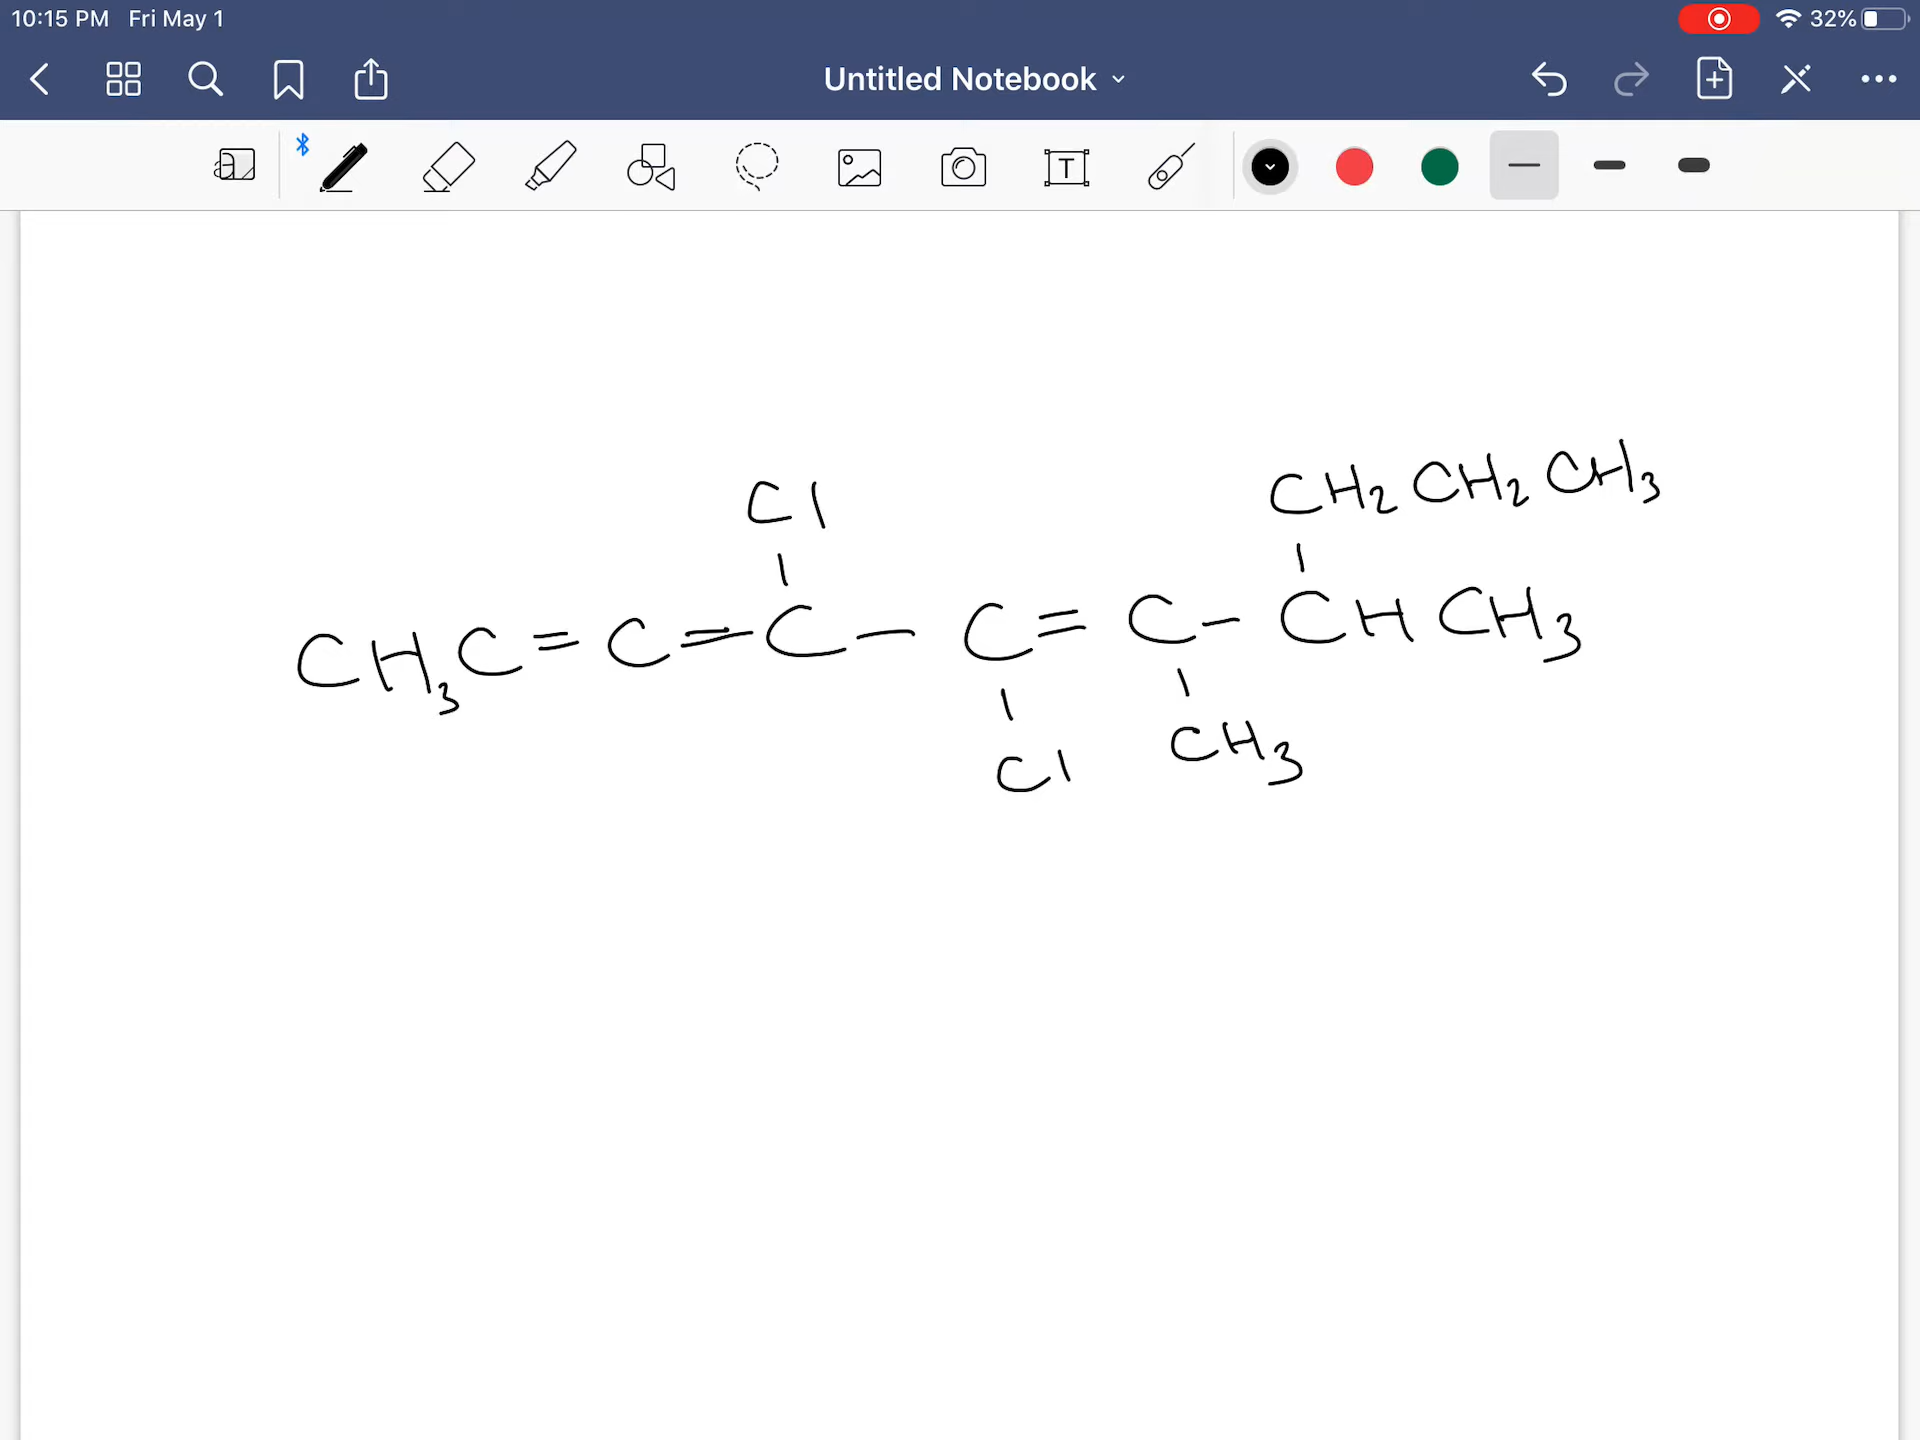 10:15 PM Fri May 1 32%
Untitled Notebook
T
Cl CH₂CH₂CH₃
CH₃C=C=C-C=C-CHCH₃
Cl CH₃